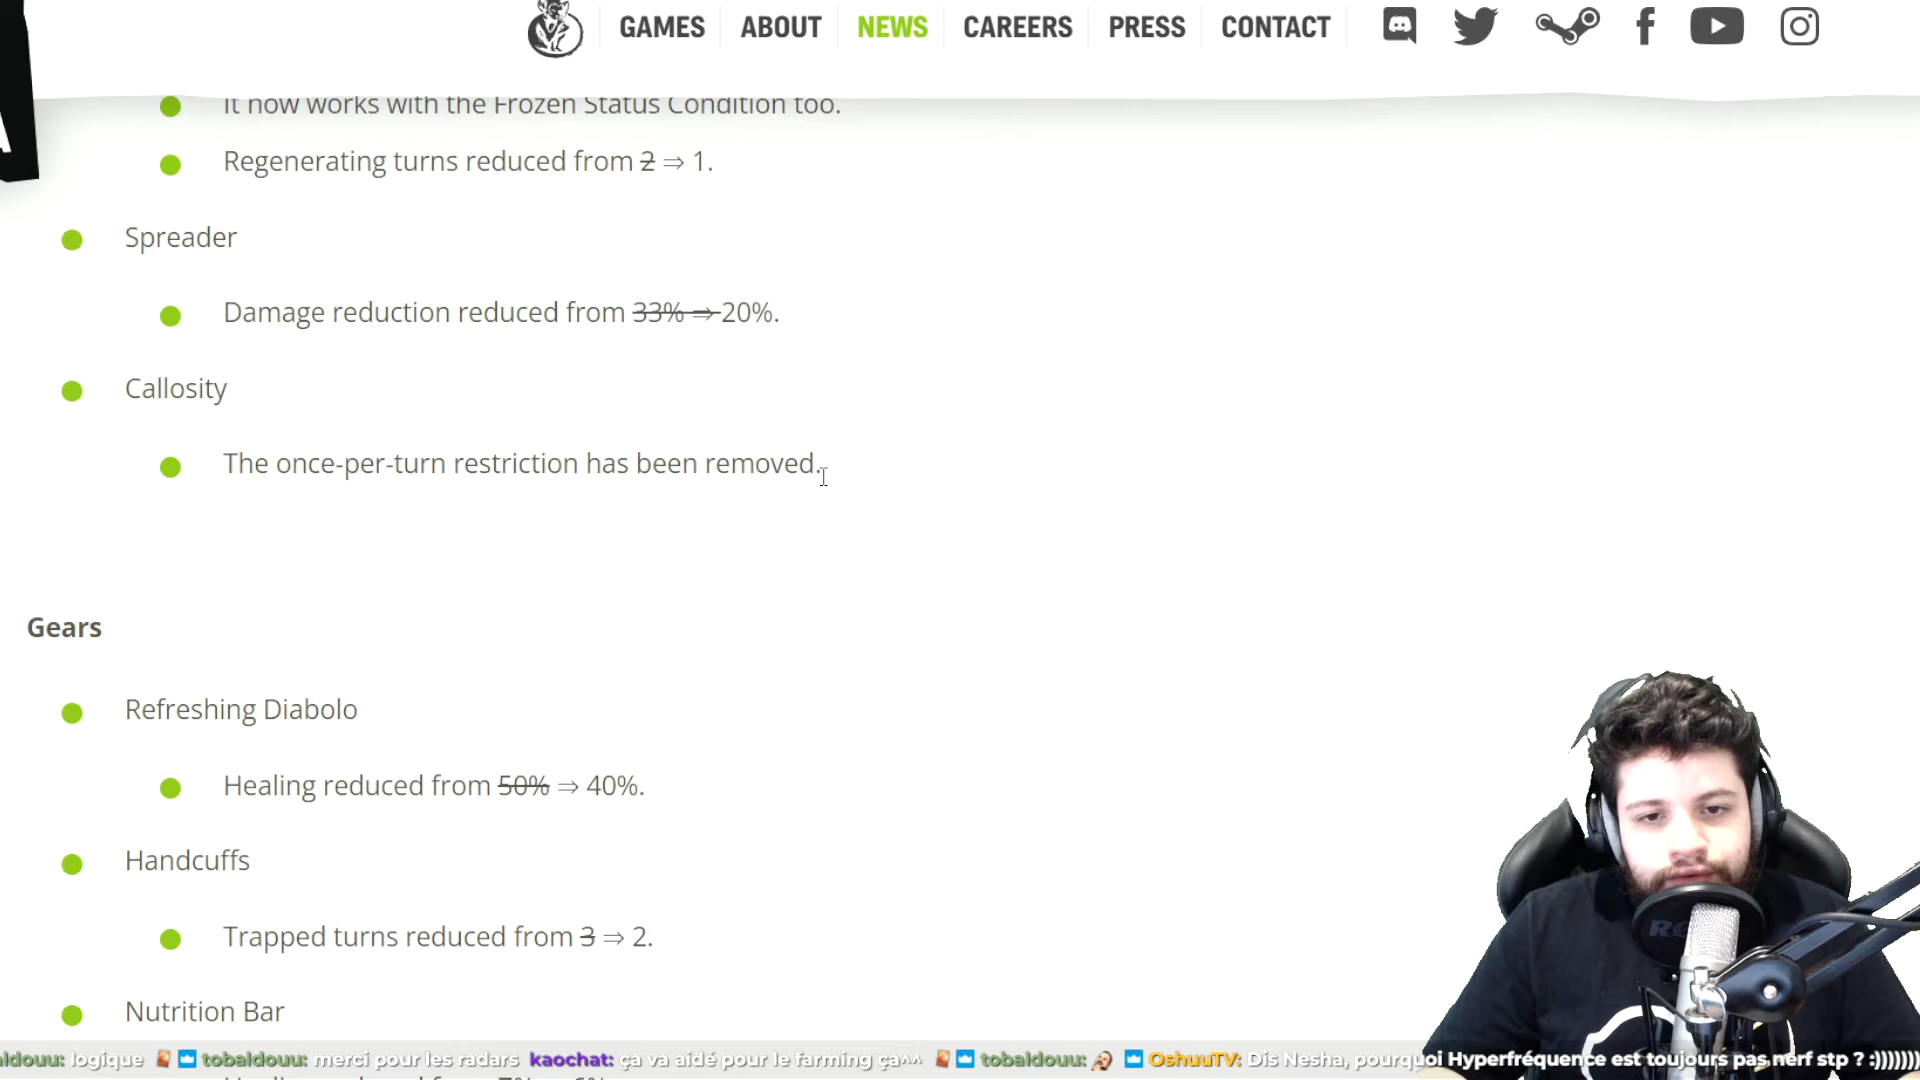 GAMES ABOUT NEWS CAREERS PRESS CONTACT
It now works with the Frozen Status Condition too.
Regenerating turns reduced from 2 ⇒ 1.
Spreader
Damage reduction reduced from 33% ⇒ 20%.
Callosity
The once-per-turn restriction has been removed.
Gears
Refreshing Diabolo
Healing reduced from 50% ⇒ 40%.
Handcuffs
Trapped turns reduced from 3 ⇒ 2.
Nutrition Bar
ldouu: logique tobaldouu: merci pour les radars kaochat: ça va aidé pour le farming ça^^ tobaldouu: OshuuTV: Dis Nesha, pourquoi Hyperfréquence est toujours pas nerf stp ? :)))))))